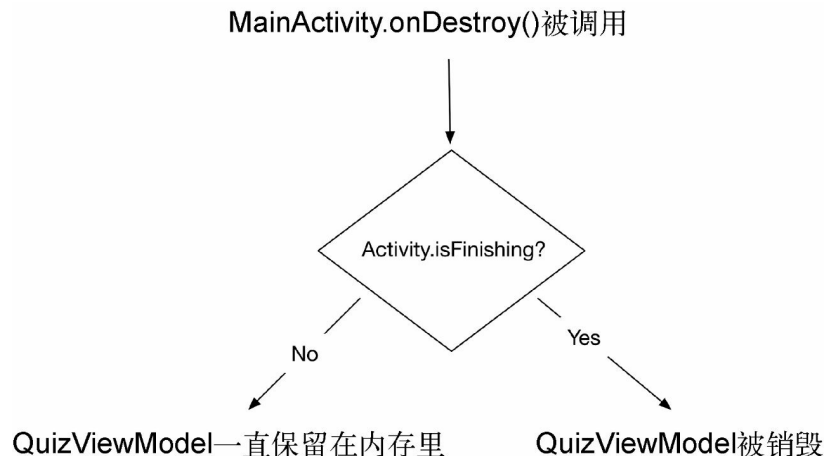 MainActivity.onDestroy()被调用
Activity.isFinishing?
No
Yes
QuizViewModel一直保留在内存里
QuizViewModel被销毁